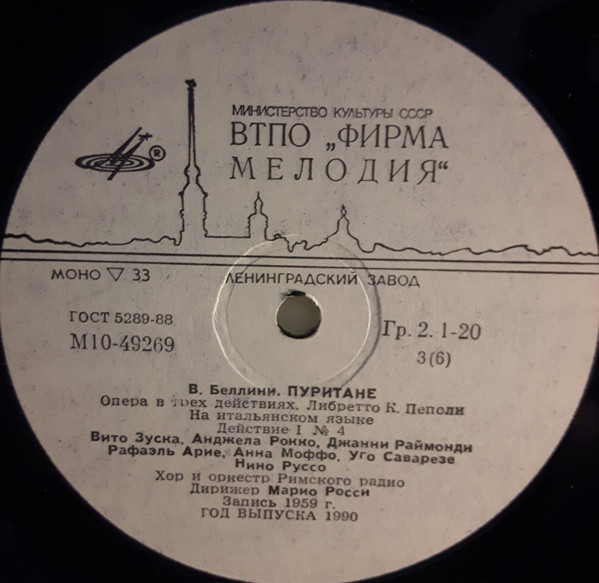 МИНИСТЕРСТВО КУЛЬТУРЫ СССР
ВТПО „ФИРМА
МЕЛОДИЯ“
®
МОНО ▽ 33
ЛЕНИНГРАДСКИЙ ЗАВОД
ГОСТ 5289-88
М10-49269
Гр. 2. 1-20
3 (6)
В. Беллини. ПУРИТАНЕ
Опера в трех действиях. Либретто К. Пеполи
На итальянском языке
Действие I № 4
Вито Зуска, Анджела Рокко, Джанни Раймонди
Рафаэль Арие, Анна Моффо, Уго Саварезе
Нино Руссо
Хор и оркестр Римского радио
Дирижер Марио Росси
Запись 1959 г.
ГОД ВЫПУСКА 1990